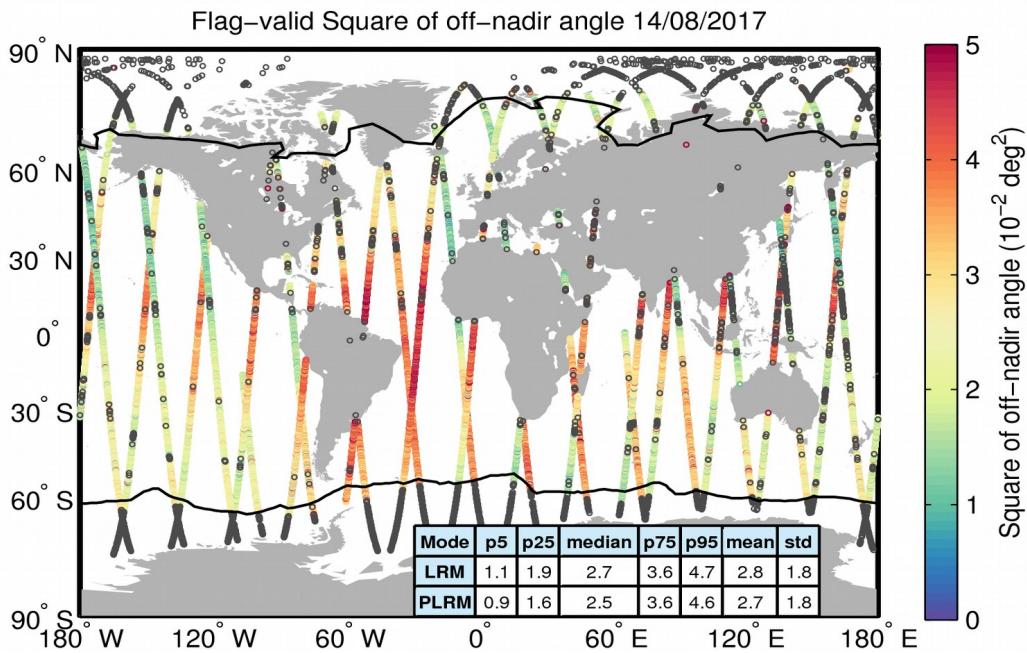 Flag-valid Square of off-nadir angle 14/08/2017
90° N
60° N
30° N
0°
30° S
60° S
90° S
180° W
120° W
60° W
0°
60° E
120° E
180° E
Mode p5 p25 median p75 p95 mean std
LRM 1.1 1.9 2.7 3.6 4.7 2.8 1.8
PLRM 0.9 1.6 2.5 3.6 4.6 2.7 1.8
5
4
3
2
1
0
Square of off-nadir angle (10⁻² deg²)